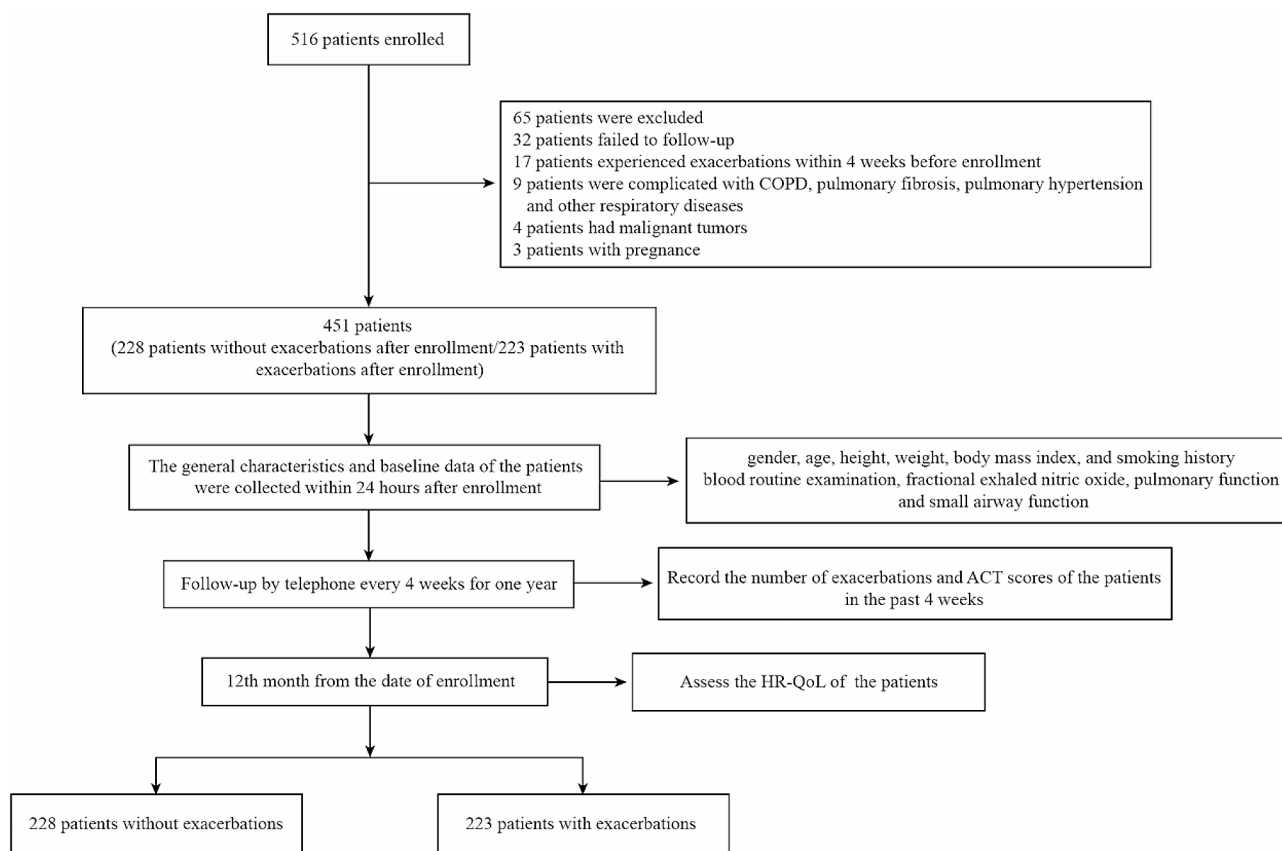 516 patients enrolled
65 patients were excluded
32 patients failed to follow-up
17 patients experienced exacerbations within 4 weeks before enrollment
9 patients were complicated with COPD, pulmonary fibrosis, pulmonary hypertension
and other respiratory diseases
4 patients had malignant tumors
3 patients with pregnance
451 patients
(228 patients without exacerbations after enrollment/223 patients with
exacerbations after enrollment)
The general characteristics and baseline data of the patients
were collected within 24 hours after enrollment
gender, age, height, weight, body mass index, and smoking history
blood routine examination, fractional exhaled nitric oxide, pulmonary function
and small airway function
Follow-up by telephone every 4 weeks for one year
Record the number of exacerbations and ACT scores of the patients
in the past 4 weeks
12th month from the date of enrollment
Assess the HR-QoL of the patients
228 patients without exacerbations
223 patients with exacerbations